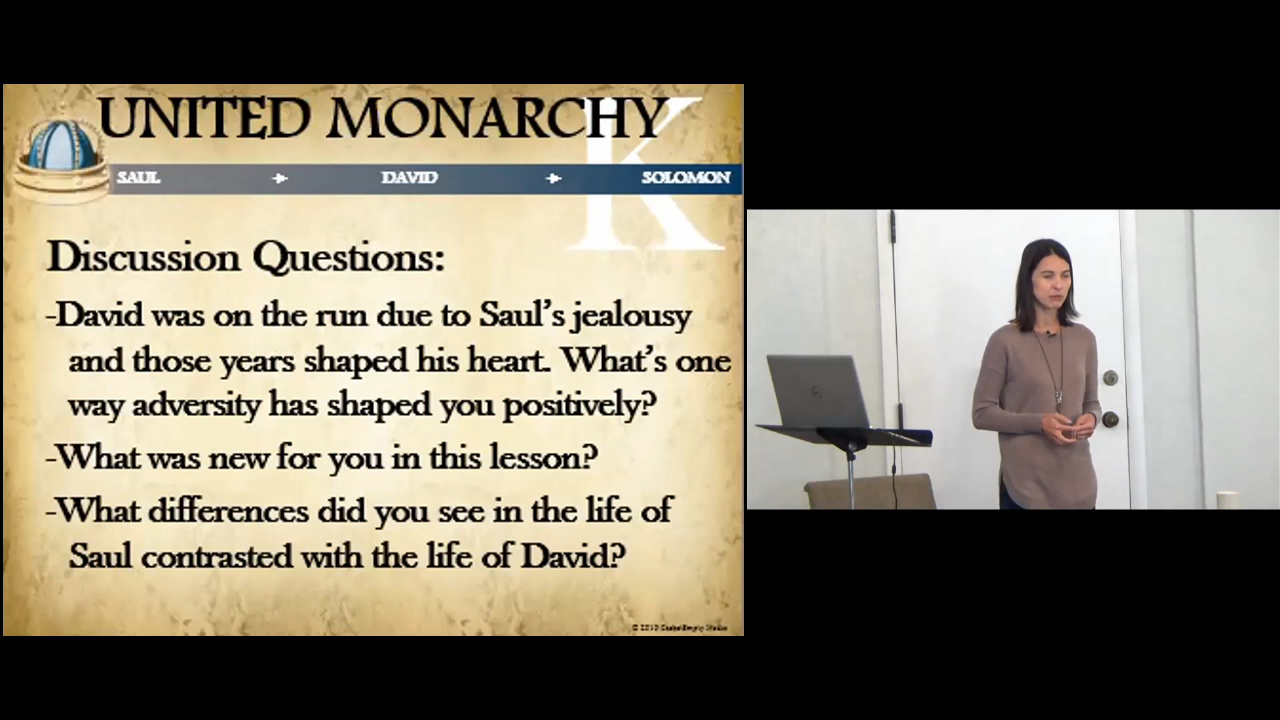 UNITED MONARCHY
K
SAUL DAVID SOLOMON
Discussion Questions:
-David was on the run due to Saul's jealousy
and those years shaped his heart. What's one
way adversity has shaped you positively?
-What was new for you in this lesson?
-What differences did you see in the life of
Saul contrasted with the life of David?